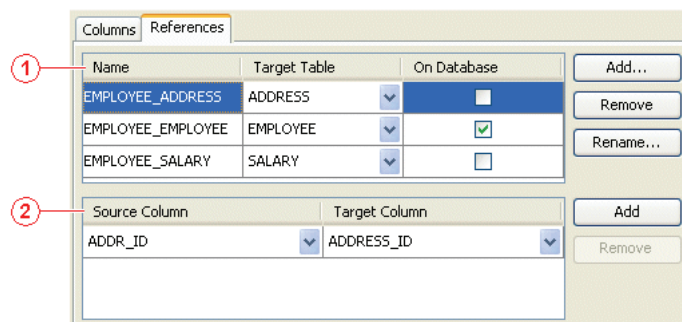 Columns References
1
Name Target Table On Database Add...
EMPLOYEE_ADDRESS ADDRESS Remove
EMPLOYEE_EMPLOYEE EMPLOYEE Rename...
EMPLOYEE_SALARY SALARY
2
Source Column Target Column Add
ADDR_ID ADDRESS_ID Remove